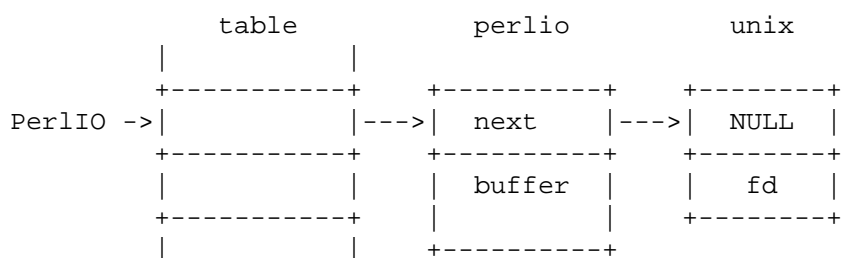 table perlio unix
| |
+-----------+ +----------+ +--------+
PerlIO ->| |--->| next |--->| NULL |
+-----------+ +----------+ +--------+
| | | buffer | | fd |
+-----------+ | | +--------+
| | +----------+